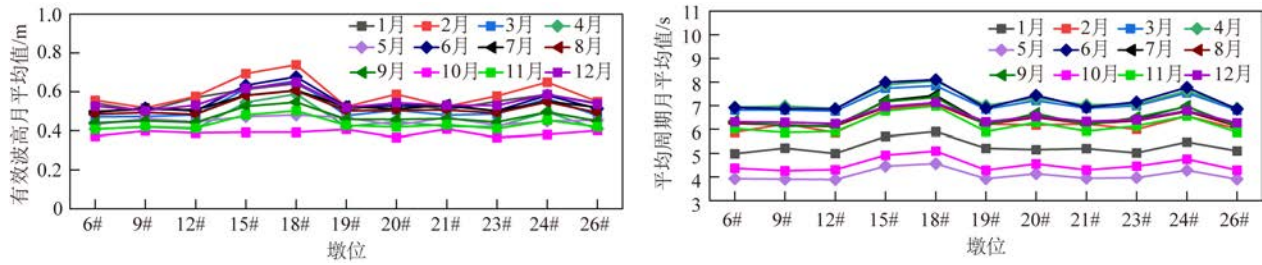 有效波高月平均值/m
1.0
0.8
0.6
0.4
0.2
0
1月 2月 3月 4月
5月 6月 7月 8月
9月 10月 11月 12月
6# 9# 12# 15# 18# 19# 20# 21# 23# 24# 26#
墩位
平均周期月平均值/s
11
10
9
8
7
6
5
4
3
1月 2月 3月 4月
5月 6月 7月 8月
9月 10月 11月 12月
6# 9# 12# 15# 18# 19# 20# 21# 23# 24# 26#
墩位